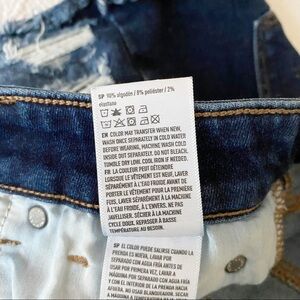 SP 10% algodón / 8% poliéster / 2%
elastano
EN COLOR MAY TRANSFER WHEN NEW,
WASH ONCE SEPARATELY IN COLD WATER
BEFORE WEARING, MACHINE WASH COLD
INSIDE OUT SEPARATELY. DO NOT BLEACH.
TUMBLE DRY LOW. COOL IRON IF NEEDED.
FR LA COULEUR PEUT DÉTEINDRE
LORSQUE LE VÊTEMENT EST NEUF, LAVER
SÉPARÉMENT À L'EAU FROIDE AVANT DE
PORTER LE VÊTEMENT POUR LA PREMIÈRE
FOIS, LAVER À LA MACHINE À L'ENVERS
SÉPARÉMENT À L'EAU FROIDE. NE PAS
JAVELLISER. SÉCHER À LA MACHINE
CYCLE DOUX. REPASSER À BASSE
TEMPÉRATURE AU BESOIN.
SP EL COLOR PUEDE SALIRSE CUANDO LA
PRENDA ES NUEVA, LAVAR UNA VEZ POR
SEPARADO CON AGUA FRÍA ANTES DE
USAR POR PRIMERA VEZ, LAVAR A
MÁQUINA CON AGUA FRÍA POR SEPARADO
CON EL INTERIOR DE LA PRENDA HACIA
AFUERA. NO USAR BLANQUEADOR. SECAR